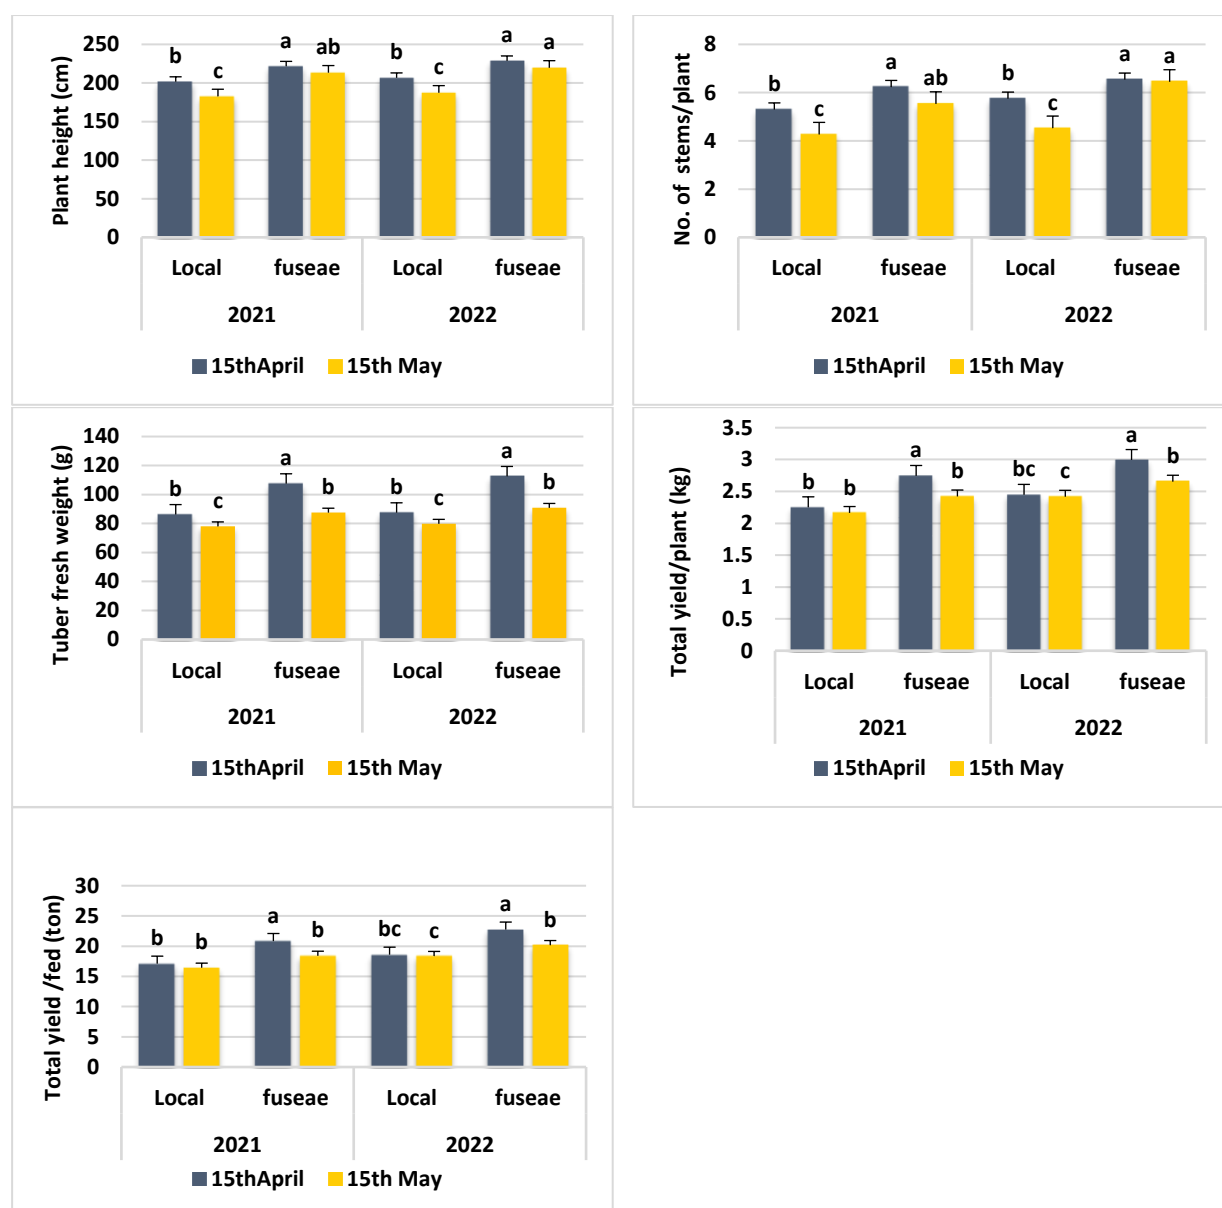 Plant height (cm)
250
200
150
100
50
0
b
c
a
ab
b
c
a
a
Local
fuseae
Local
fuseae
2021
2022
15thApril
15th May
No. of stems/plant
8
6
4
2
0
b
c
a
ab
b
c
a
a
Local
fuseae
Local
fuseae
2021
2022
15thApril
15th May
Tuber fresh weight (g)
140
120
100
80
60
40
20
0
b
c
a
b
b
c
a
b
Local
fuseae
Local
fuseae
2021
2022
15thApril
15th May
Total yield/plant (kg)
3.5
3
2.5
2
1.5
1
0.5
0
b
b
a
b
bc
c
a
b
Local
fuseae
Local
fuseae
2021
2022
15thApril
15th May
Total yield /fed (ton)
30
25
20
15
10
5
0
b
b
a
b
bc
c
a
b
Local
fuseae
Local
fuseae
2021
2022
15thApril
15th May